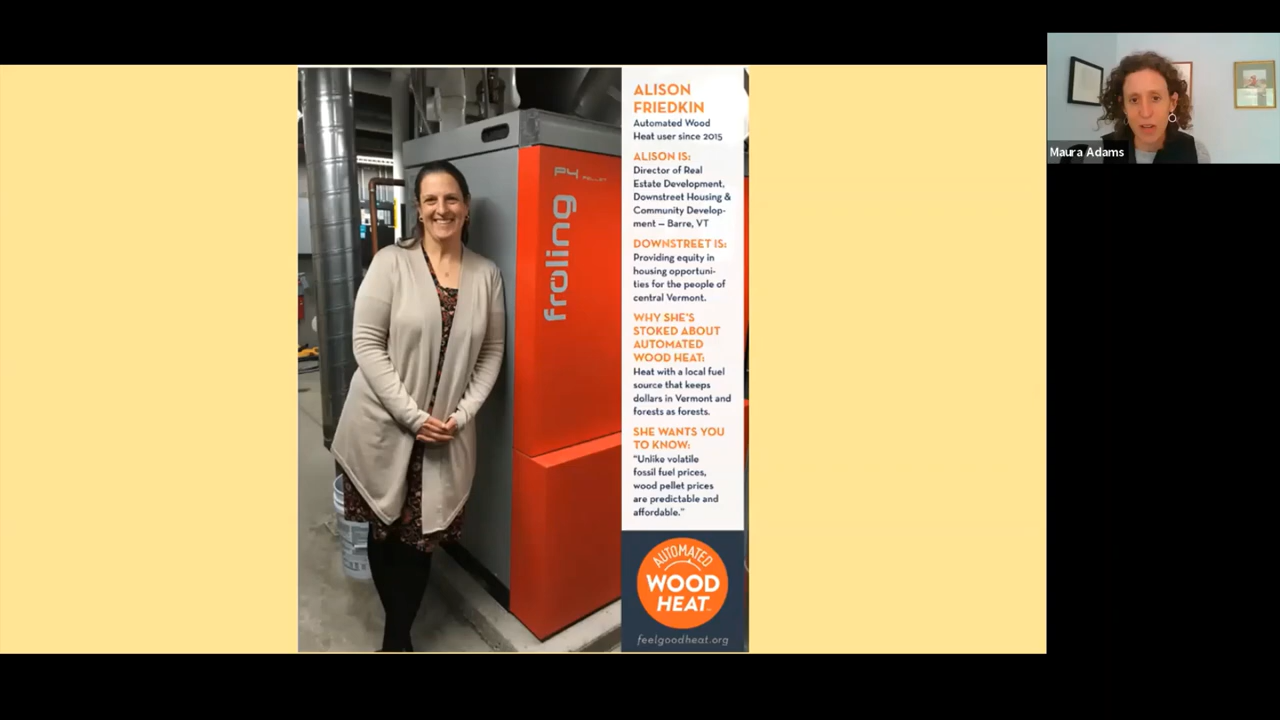 P4 PELLET
fröling
ALISON
FRIEDKIN
Automated Wood
Heat user since 2015
ALISON IS:
Director of Real
Estate Development,
Downstreet Housing &
Community Develop-
ment – Barre, VT
DOWNSTREET IS:
Providing equity in
housing opportuni-
ties for the people of
central Vermont.
WHY SHE'S
STOKED ABOUT
AUTOMATED
WOOD HEAT:
Heat with a local fuel
source that keeps
dollars in Vermont and
forests as forests.
SHE WANTS YOU
TO KNOW:
"Unlike volatile
fossil fuel prices,
wood pellet prices
are predictable and
affordable."
AUTOMATED
WOOD
HEAT
feelgoodheat.org
Maura Adams